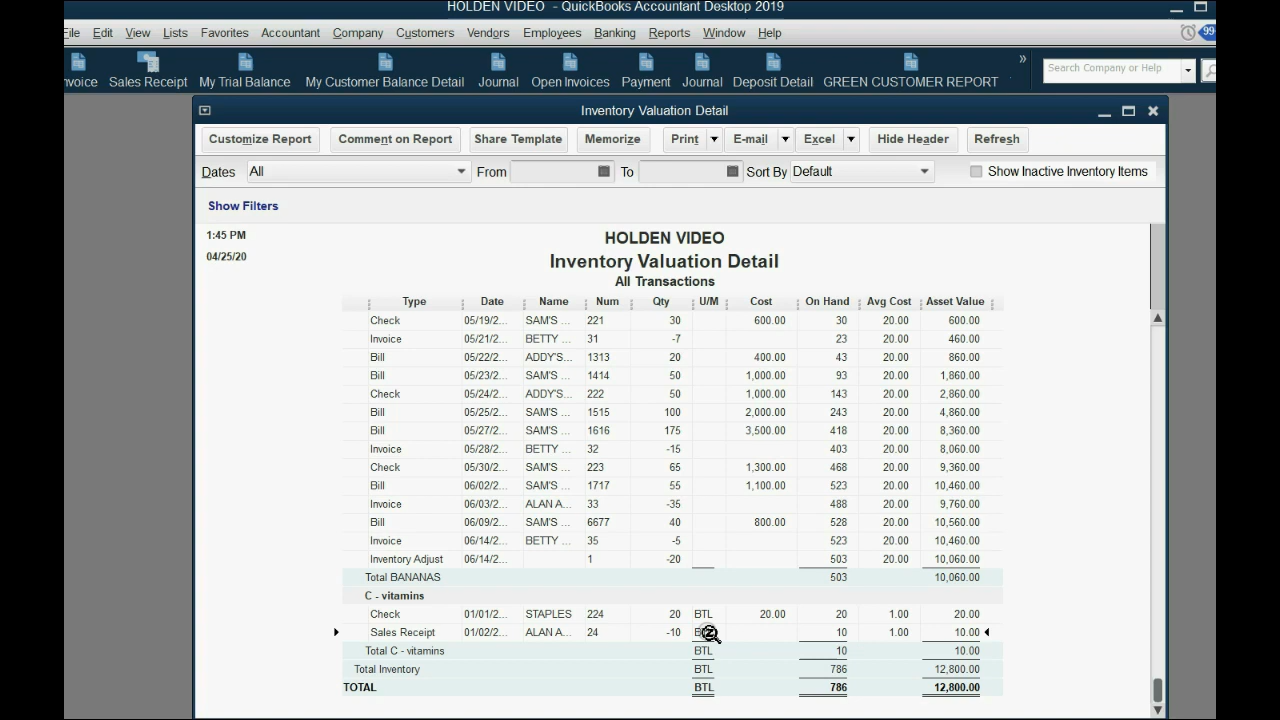 HOLDEN VIDEO - QuickBooks Accountant Desktop 2019
File Edit View Lists Favorites Accountant Company Customers Vendors Employees Banking Reports Window Help 99
nvoice Sales Receipt My Trial Balance My Customer Balance Detail Journal Open Invoices Payment Journal Deposit Detail GREEN CUSTOMER REPORT » Search Company or Help
Inventory Valuation Detail
Customize Report Comment on Report Share Template Memorize Print E-mail Excel Hide Header Refresh
Dates All From To Sort By Default Show Inactive Inventory Items
Show Filters
1:45 PM
04/25/20
HOLDEN VIDEO
Inventory Valuation Detail
All Transactions
Type Date Name Num Qty U/M Cost On Hand Avg Cost Asset Value
Check 05/19/2... SAM'S ... 221 30 600.00 30 20.00 600.00
Invoice 05/21/2... BETTY ... 31 -7 23 20.00 460.00
Bill 05/22/2... ADDY'S... 1313 20 400.00 43 20.00 860.00
Bill 05/23/2... SAM'S ... 1414 50 1,000.00 93 20.00 1,860.00
Check 05/24/2... ADDY'S... 222 50 1,000.00 143 20.00 2,860.00
Bill 05/25/2... SAM'S ... 1515 100 2,000.00 243 20.00 4,860.00
Bill 05/27/2... SAM'S ... 1616 175 3,500.00 418 20.00 8,360.00
Invoice 05/28/2... BETTY ... 32 -15 403 20.00 8,060.00
Check 05/30/2... SAM'S ... 223 65 1,300.00 468 20.00 9,360.00
Bill 06/02/2... SAM'S ... 1717 55 1,100.00 523 20.00 10,460.00
Invoice 06/03/2... ALAN A... 33 -35 488 20.00 9,760.00
Bill 06/09/2... SAM'S ... 6677 40 800.00 528 20.00 10,560.00
Invoice 06/14/2... BETTY ... 35 -5 523 20.00 10,460.00
Inventory Adjust 06/14/2... 1 -20 503 20.00 10,060.00
Total BANANAS 503 10,060.00
C - vitamins
Check 01/01/2... STAPLES 224 20 BTL 20.00 20 1.00 20.00
Sales Receipt 01/02/2... ALAN A... 24 -10 10 1.00 10.00
Total C - vitamins BTL 10 10.00
Total Inventory BTL 786 12,800.00
TOTAL BTL 786 12,800.00